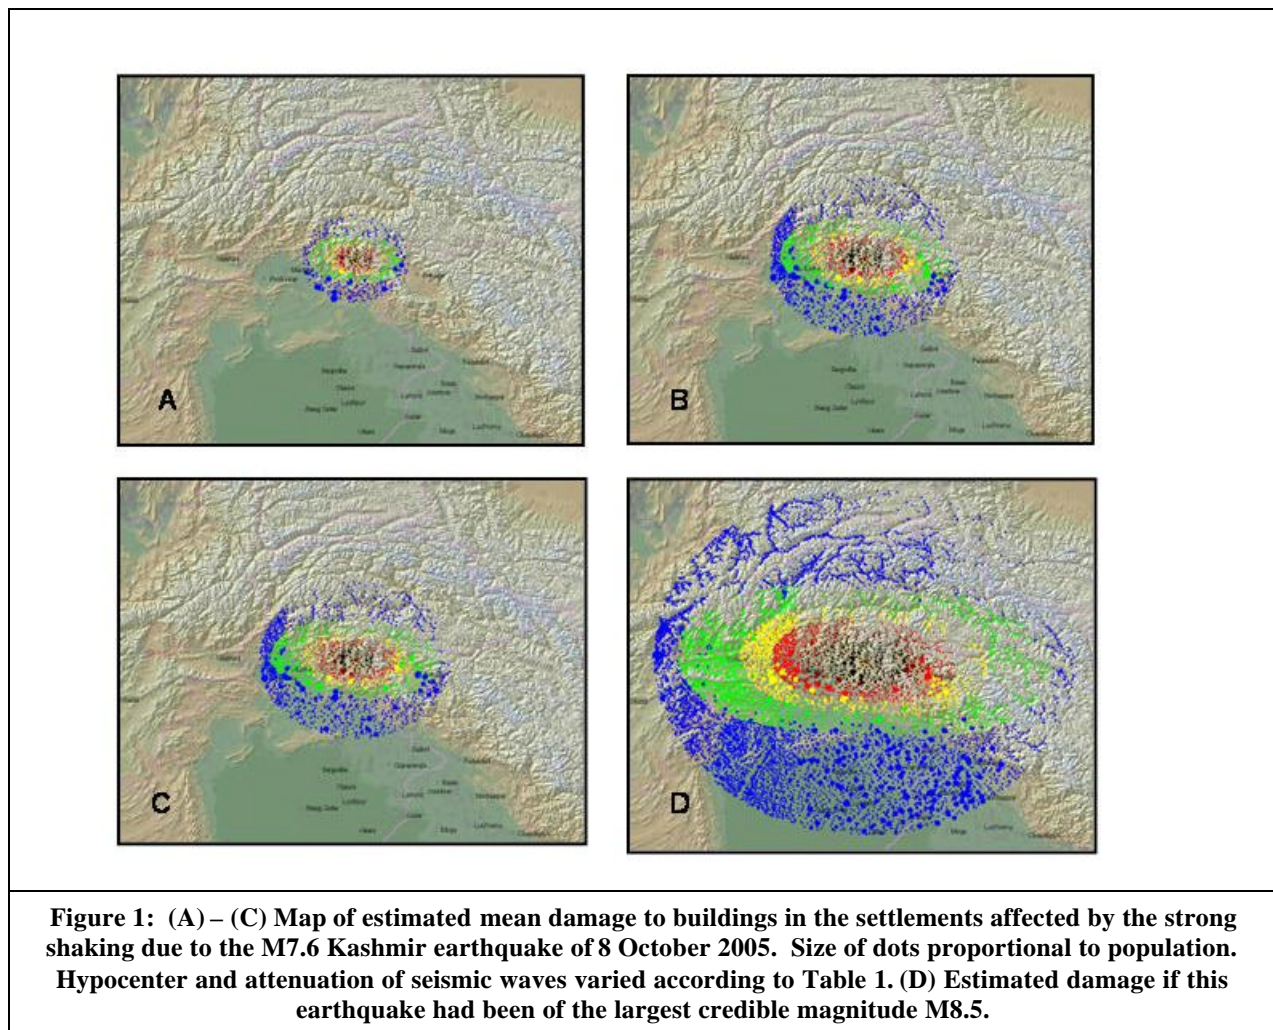 A
B
C
D
Figure 1: (A) – (C) Map of estimated mean damage to buildings in the settlements affected by the strong
shaking due to the M7.6 Kashmir earthquake of 8 October 2005. Size of dots proportional to population.
Hypocenter and attenuation of seismic waves varied according to Table 1. (D) Estimated damage if this
earthquake had been of the largest credible magnitude M8.5.